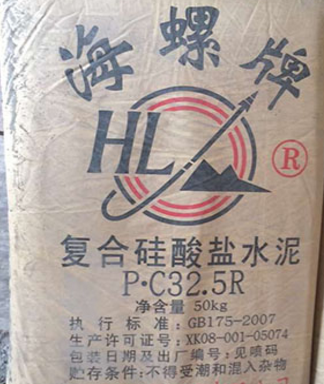 海螺牌
HL
®
复合硅酸盐水泥
P·C32.5R
净含量 50kg
执行标准:GB175-2007
生产许可证号:XK08-001-05074
包装日期及出厂编号:见喷码
贮存条件:不得受潮和混入杂物